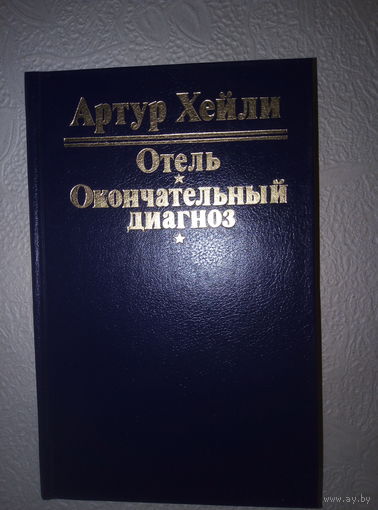 Артур Хейли
Отель
Окончательный
диагноз
www.ay.by